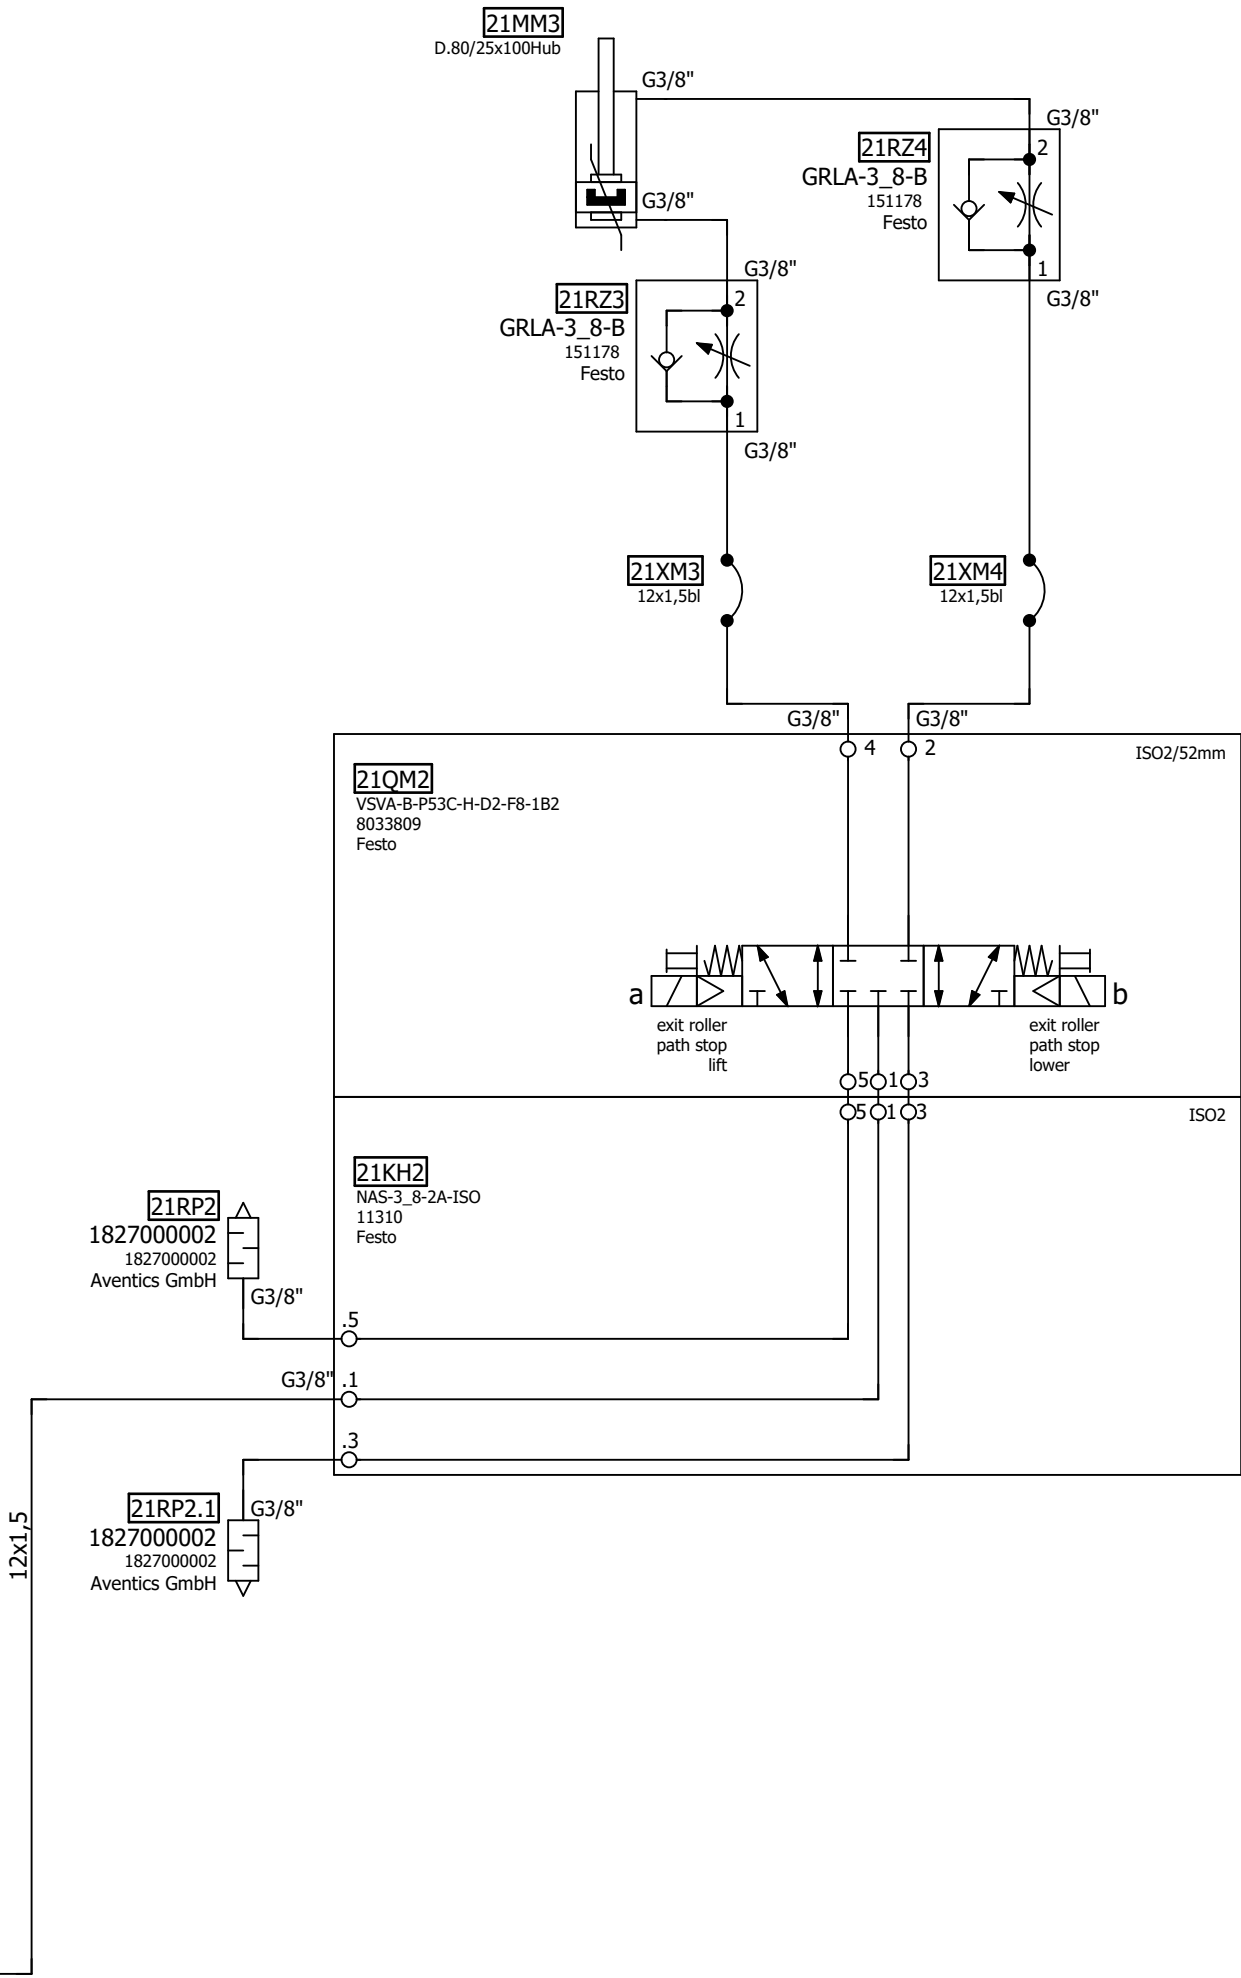 21MM3
D.80/25x100Hub
G3/8"
G3/8"
21RZ4
GRLA-3_8-B
151178
Festo
2
1
G3/8"
G3/8"
G3/8"
21RZ3
GRLA-3_8-B
151178
Festo
2
1
G3/8"
G3/8"
21XM3
12x1,5bl
21XM4
12x1,5bl
G3/8"
G3/8"
4
2
ISO2/52mm
21QM2
VSVA-B-P53C-H-D2-F8-1B2
8033809
Festo
a
b
exit roller
path stop
lift
exit roller
path stop
lower
5
1
3
5
1
3
ISO2
21KH2
NAS-3_8-2A-ISO
11310
Festo
21RP2
1827000002
1827000002
Aventics GmbH
G3/8"
.5
G3/8"
.1
.3
21RP2.1
1827000002
1827000002
Aventics GmbH
G3/8"
12x1,5